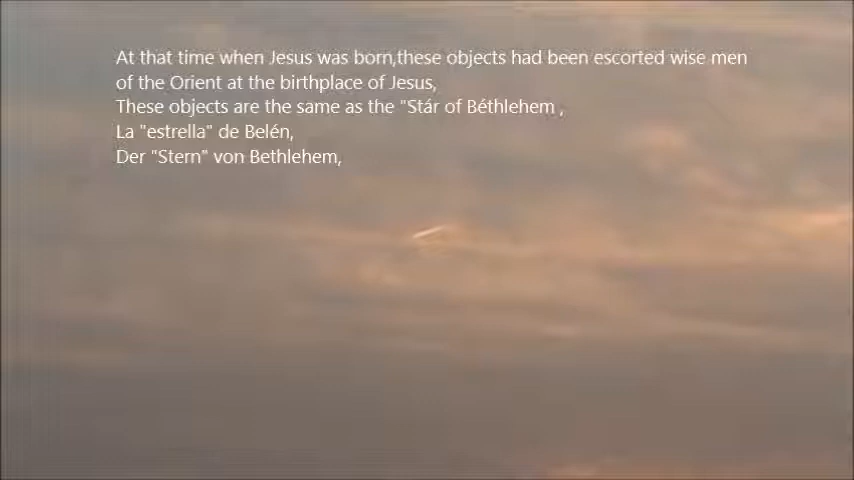 At that time when Jesus was born,these objects had been escorted wise men
of the Orient at the birthplace of Jesus,
These objects are the same as the "Stár of Béthlehem ,
La "estrella" de Belén,
Der "Stern" von Bethlehem,